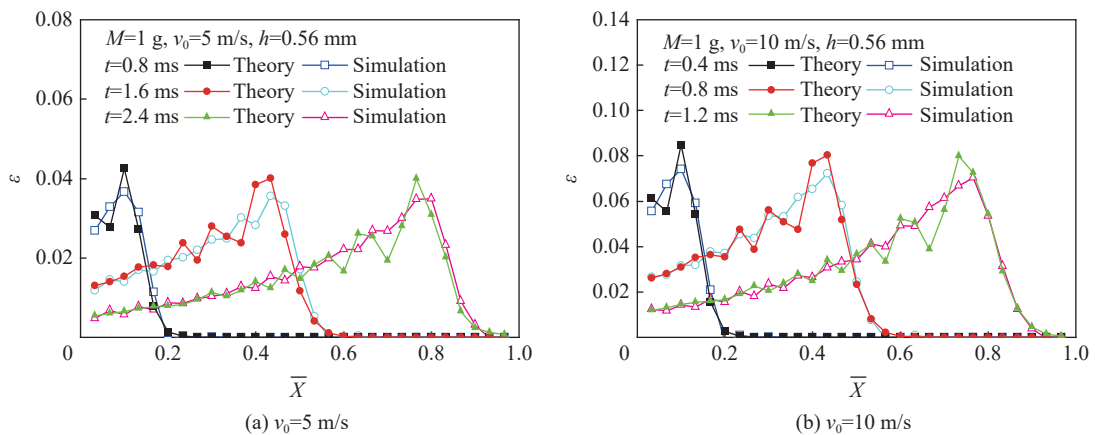 M=1 g, v₀=5 m/s, h=0.56 mm
t=0.8 ms Theory Simulation
t=1.6 ms Theory Simulation
t=2.4 ms Theory Simulation
0.08
0.06
0.04
0.02
0
0.2
0.4
0.6
0.8
1.0
ε
X̅
(a) v₀=5 m/s
M=1 g, v₀=10 m/s, h=0.56 mm
t=0.4 ms Theory Simulation
t=0.8 ms Theory Simulation
t=1.2 ms Theory Simulation
0.14
0.12
0.10
0.08
0.06
0.04
0.02
0
0.2
0.4
0.6
0.8
1.0
ε
X̅
(b) v₀=10 m/s